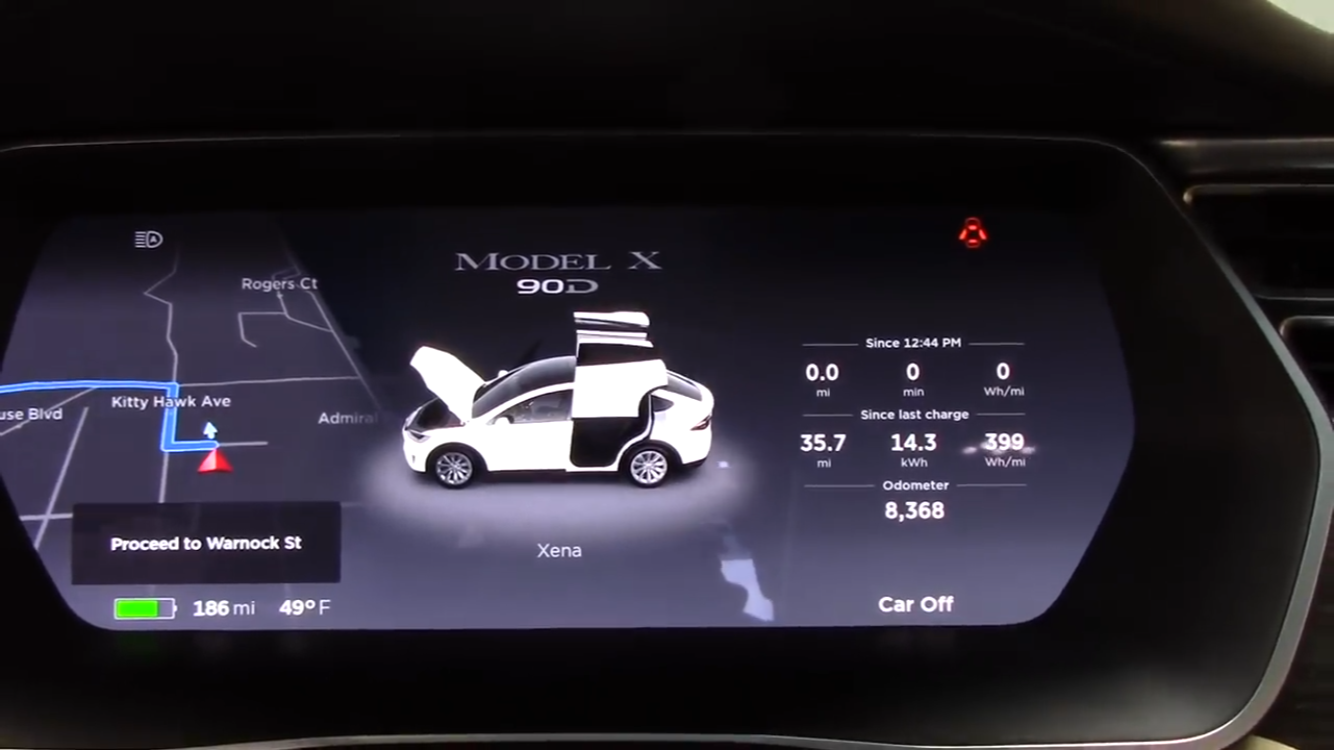 Rogers Ct
use Blvd
Kitty Hawk Ave
Admiral
Proceed to Warnock St
186 mi 49° F
MODEL X
90D
Xena
Since 12:44 PM
0.0 0 0
mi min Wh/mi
Since last charge
35.7 14.3 399
mi kWh Wh/mi
Odometer
8,368
Car Off